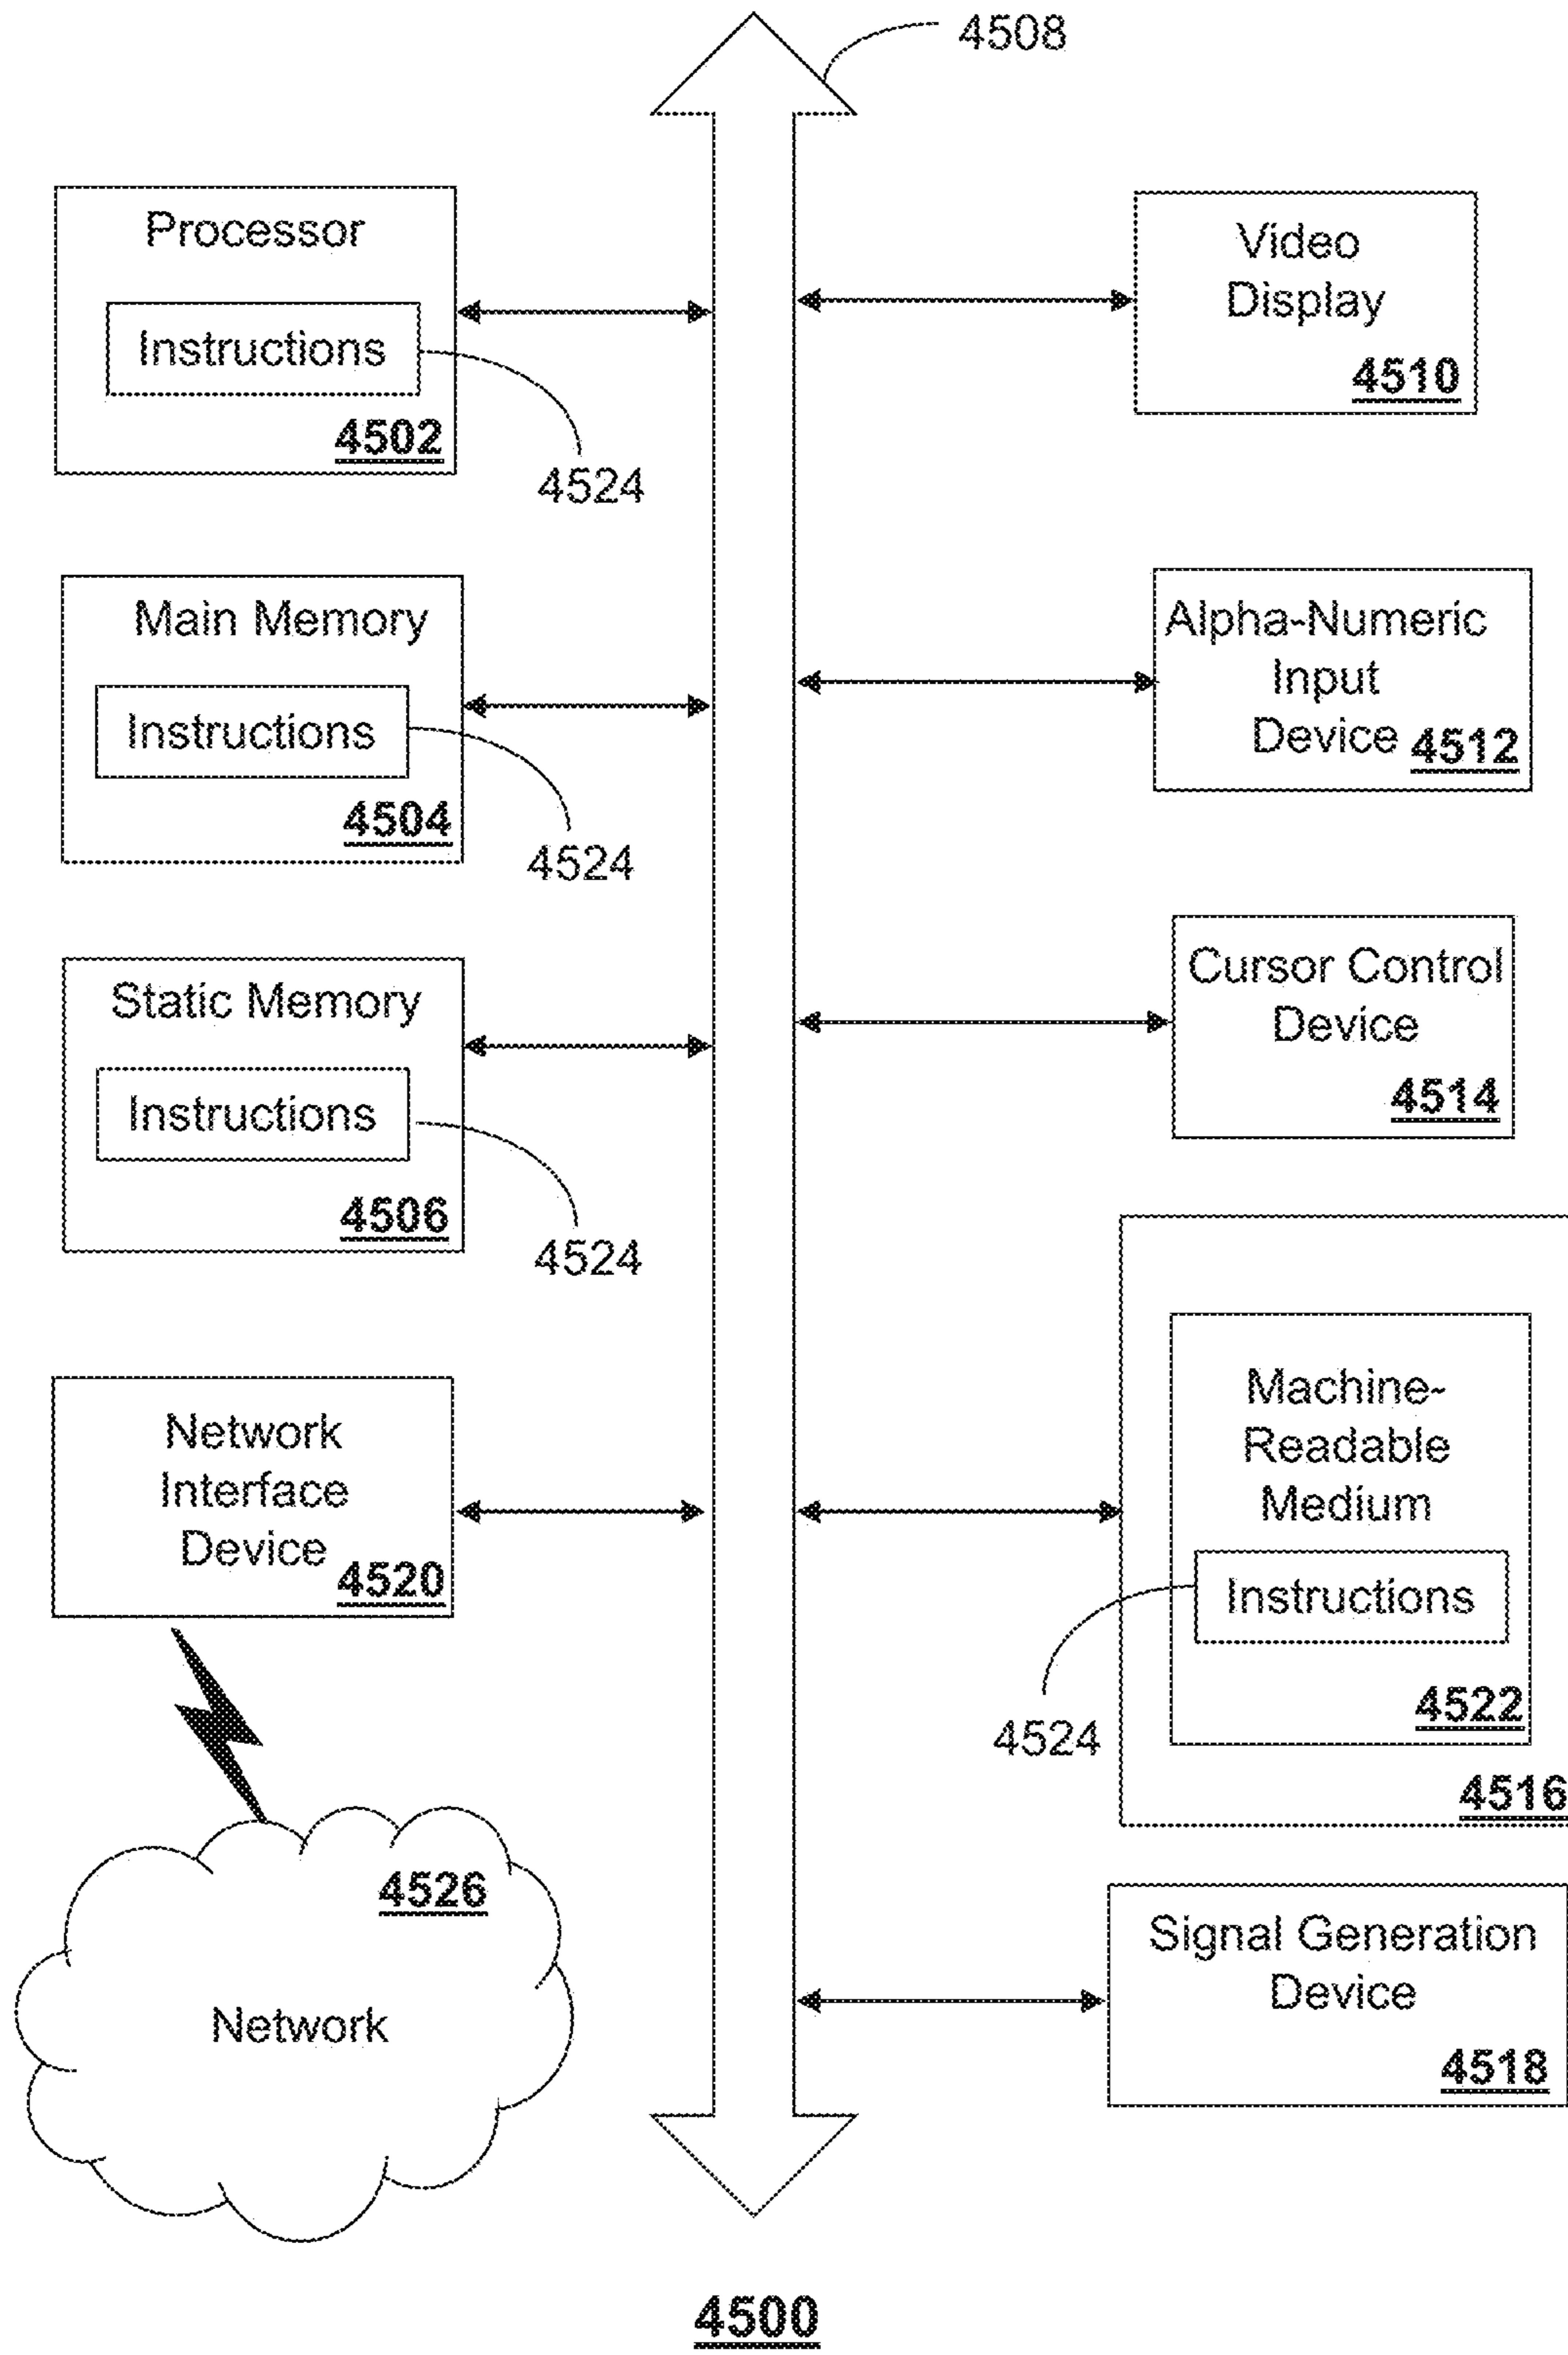 4508
Processor
Instructions
4502
4524
Main Memory
Instructions
4504
4524
Static Memory
Instructions
4506
4524
Network
Interface
Device
4520
4526
Network
Video
Display
4510
Alpha-Numeric
Input
Device 4512
Cursor Control
Device
4514
Machine-
Readable
Medium
Instructions
4522
4524
4516
Signal Generation
Device
4518
4500